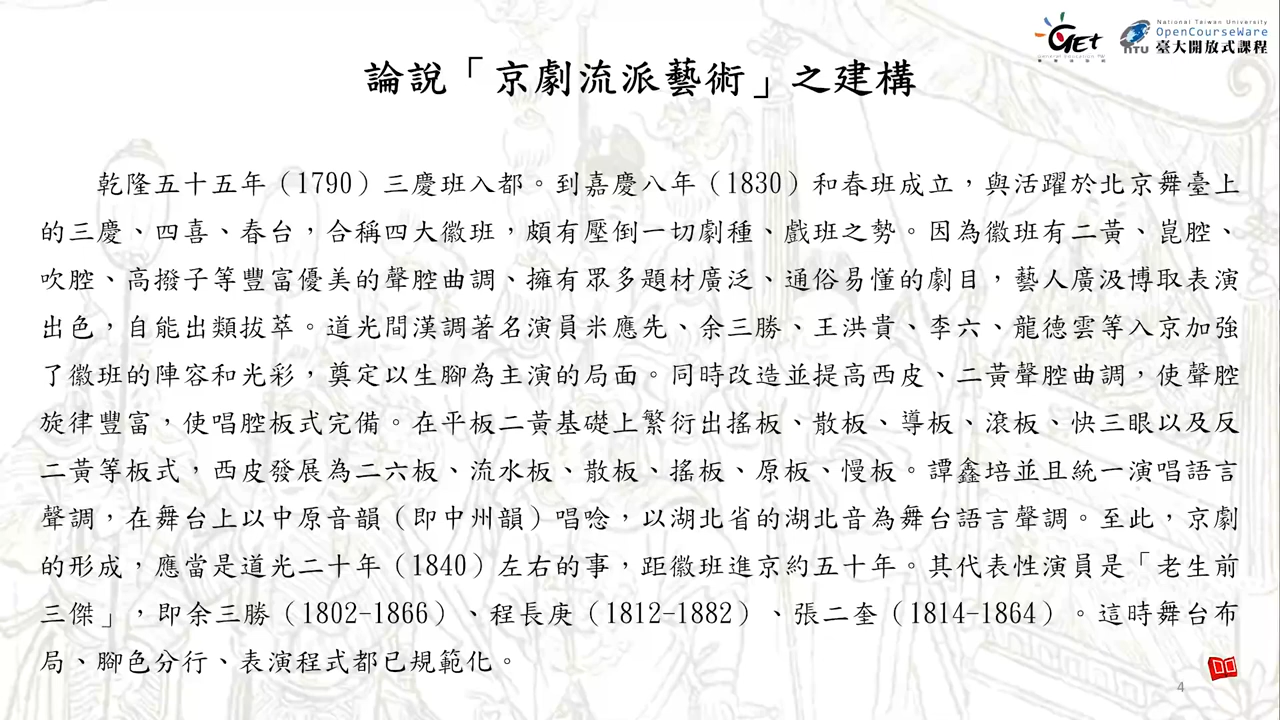 GET
General Education TW
National Taiwan University
OpenCourseWare
NTU 臺大開放式課程
論說「京劇流派藝術」之建構
乾隆五十五年（1790）三慶班入都。到嘉慶八年（1830）和春班成立，與活躍於北京舞臺上
的三慶、四喜、春台，合稱四大徽班，頗有壓倒一切劇種、戲班之勢。因為徽班有二黃、崑腔、
吹腔、高撥子等豐富優美的聲腔曲調、擁有眾多題材廣泛、通俗易懂的劇目，藝人廣汲博取表演
出色，自能出類拔萃。道光間漢調著名演員米應先、余三勝、王洪貴、李六、龍德雲等入京加強
了徽班的陣容和光彩，奠定以生腳為主演的局面。同時改造並提高西皮、二黃聲腔曲調，使聲腔
旋律豐富，使唱腔板式完備。在平板二黃基礎上繁衍出搖板、散板、導板、滾板、快三眼以及反
二黃等板式，西皮發展為二六板、流水板、散板、搖板、原板、慢板。譚鑫培並且統一演唱語言
聲調，在舞台上以中原音韻（即中州韻）唱唸，以湖北省的湖北音為舞台語言聲調。至此，京劇
的形成，應當是道光二十年（1840）左右的事，距徽班進京約五十年。其代表性演員是「老生前
三傑」，即余三勝（1802-1866）、程長庚（1812-1882）、張二奎（1814-1864）。這時舞台布
局、腳色分行、表演程式都已規範化。
4